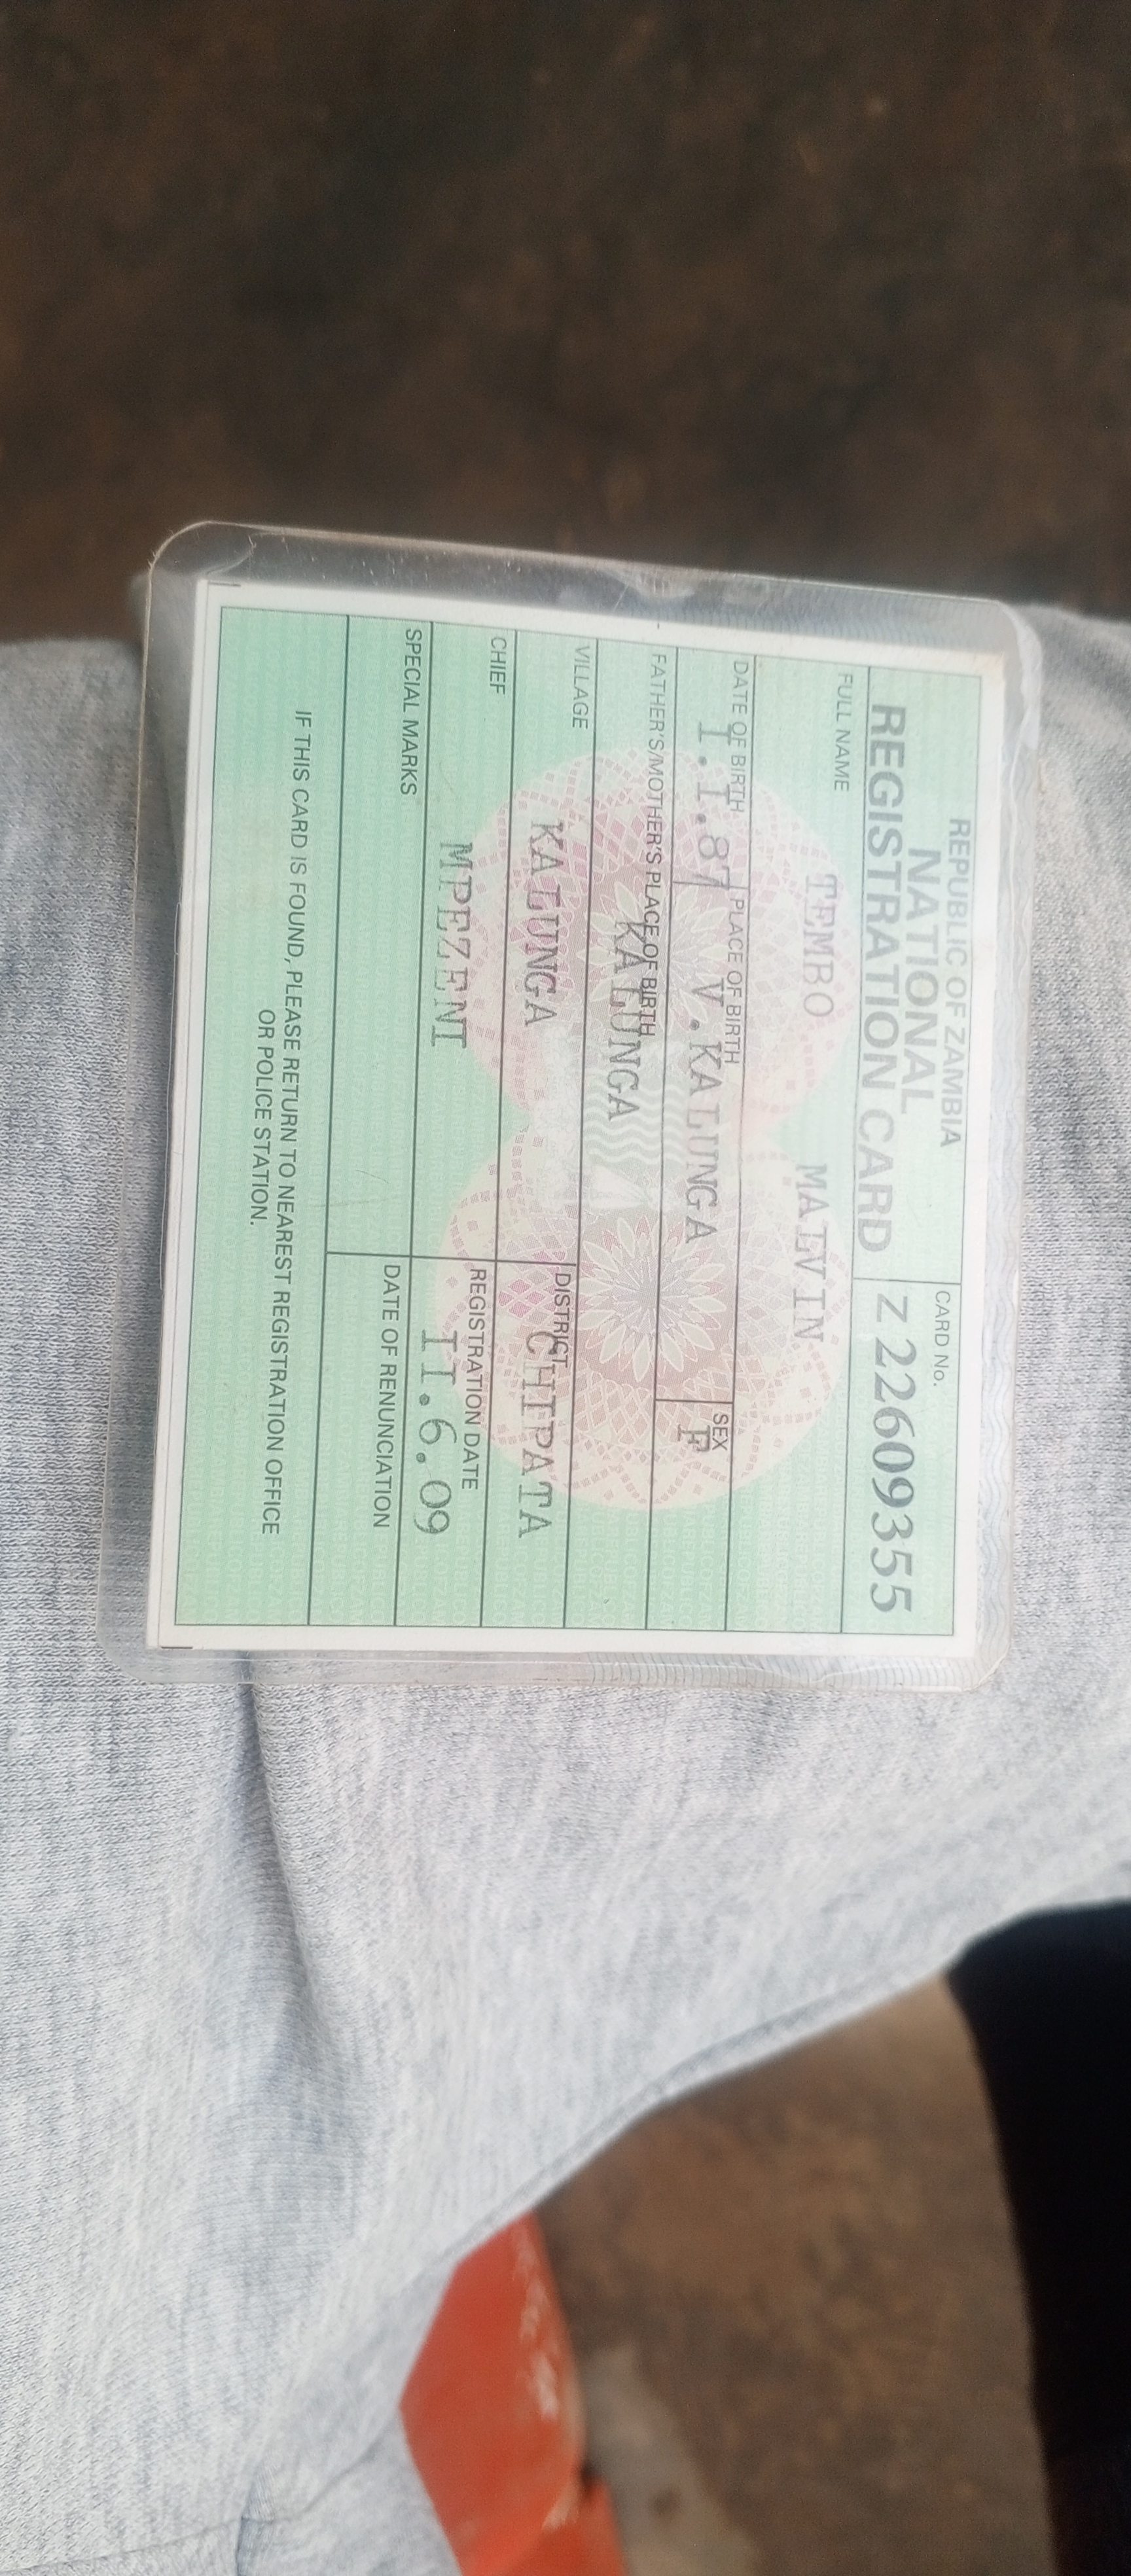 REPUBLIC OF ZAMBIA
NATIONAL
REGISTRATION CARD
CARD No.
Z 22609355
FULL NAME
TEMBO MALVIN
DATE OF BIRTH PLACE OF BIRTH SEX
I.I.87 V.KALUNGA F
FATHER'S/MOTHER'S PLACE OF BIRTH
KALUNGA
VILLAGE DISTRICT
KALUNGA CHIPATA
CHIEF REGISTRATION DATE
MPEZENI II.6.09
SPECIAL MARKS DATE OF RENUNCIATION
IF THIS CARD IS FOUND, PLEASE RETURN TO NEAREST REGISTRATION OFFICE
OR POLICE STATION.